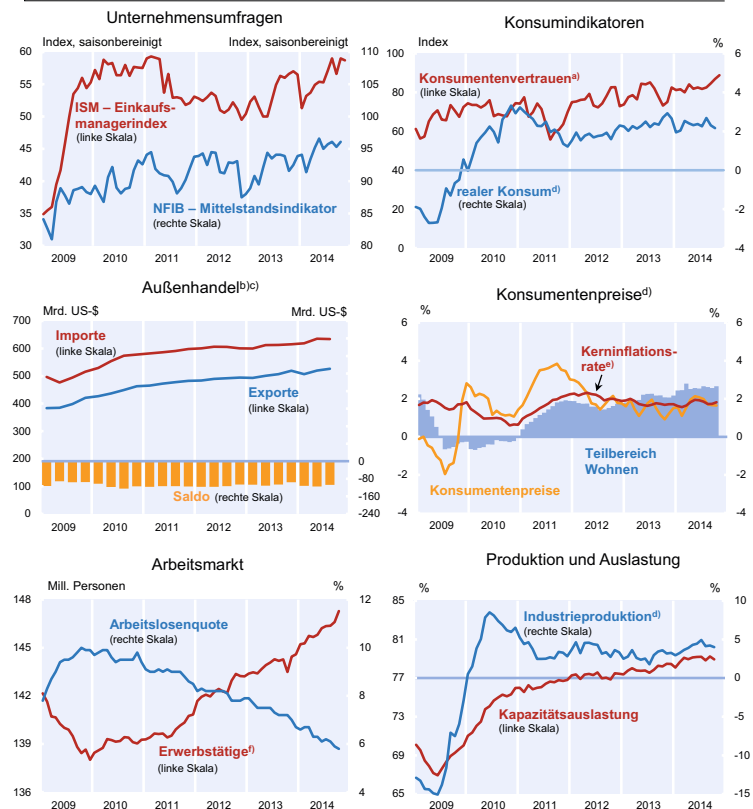 Unternehmensumfragen
Index, saisonbereinigt Index, saisonbereinigt
60 110
55 105
50 100
45 95
40 90
35 85
30 80
ISM – Einkaufs-
managerindex
(linke Skala)
NFIB – Mittelstandsindikator
(rechte Skala)
2009 2010 2011 2012 2013 2014
Konsumindikatoren
Index %
100 6
80 4
60 2
40 0
20 -2
0 -4
Konsumentenvertrauen a)
(linke Skala)
realer Konsum d)
(rechte Skala)
2009 2010 2011 2012 2013 2014
Außenhandel b)c)
Mrd. US-$ Mrd. US-$
700
600
500
400
300
200 0
100 -80
-160
0 -240
Importe
(linke Skala)
Exporte
(linke Skala)
Saldo (rechte Skala)
2009 2010 2011 2012 2013 2014
Konsumentenpreise d)
% %
6 6
4 4
2 2
0 0
-2 -2
-4 -4
Kerninflations-
rate e)
Teilbereich
Wohnen
Konsumentenpreise
2009 2010 2011 2012 2013 2014
Arbeitsmarkt
Mill. Personen %
148 12
145 10
142 8
139 6
136 4
Arbeitslosenquote
(rechte Skala)
Erwerbstätige f)
(linke Skala)
2009 2010 2011 2012 2013 2014
Produktion und Auslastung
% %
85 10
81 5
77 0
73 -5
69 -10
65 -15
Industrieproduktion d)
(rechte Skala)
Kapazitätsauslastung
(linke Skala)
2009 2010 2011 2012 2013 2014